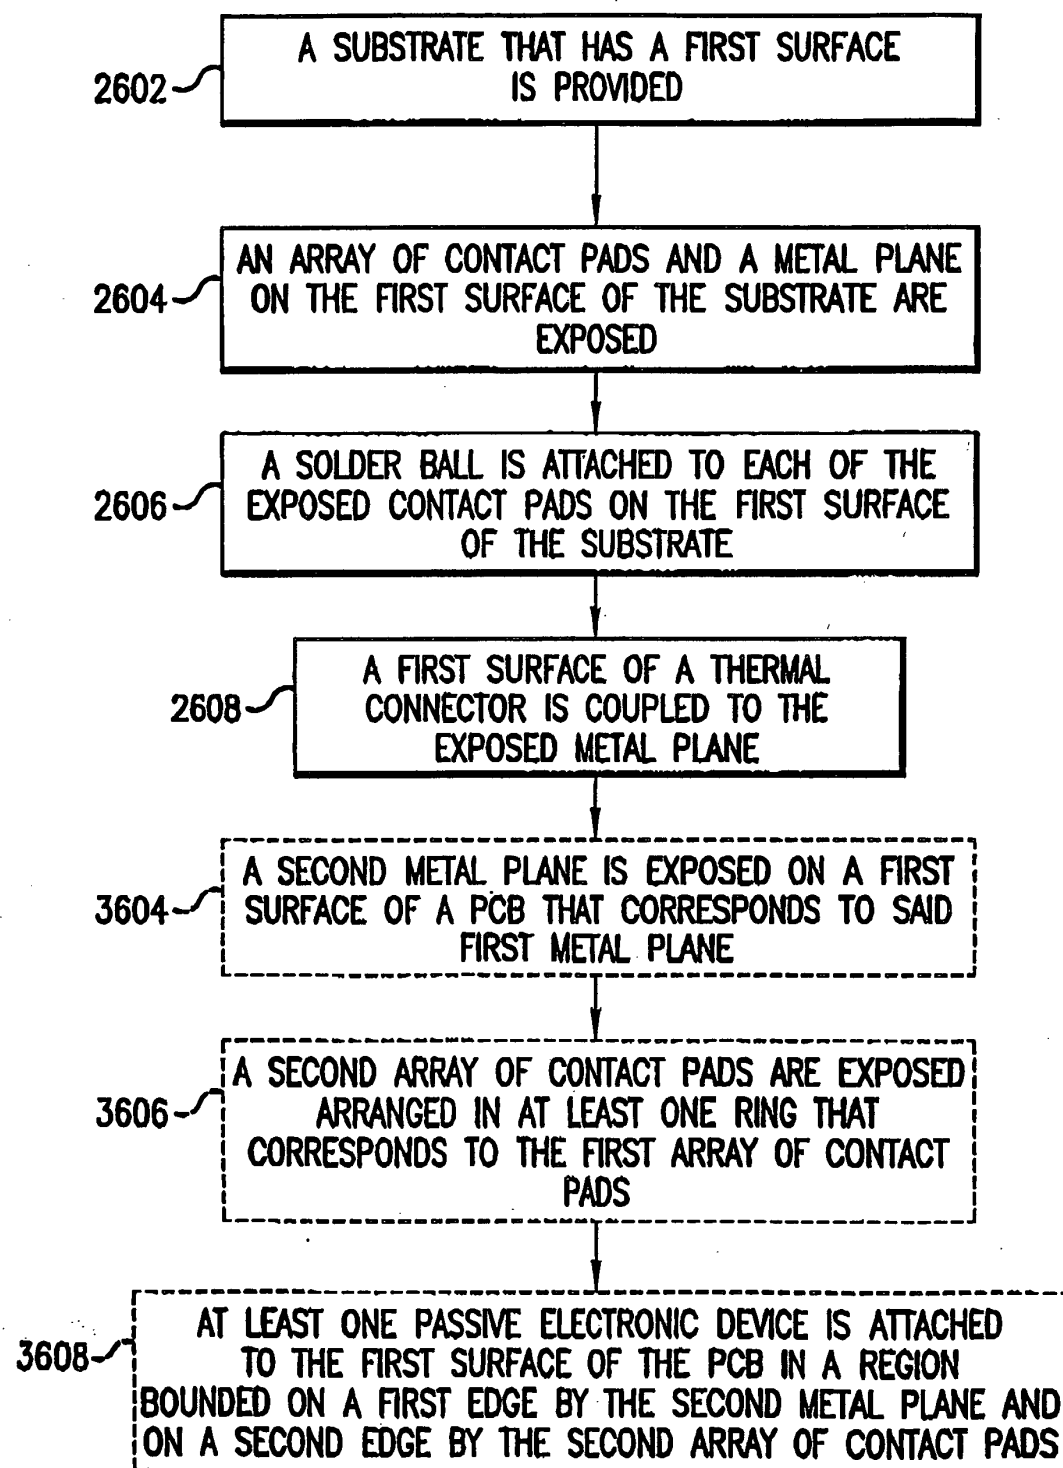 A SUBSTRATE THAT HAS A FIRST SURFACE
IS PROVIDED
2602
AN ARRAY OF CONTACT PADS AND A METAL PLANE
ON THE FIRST SURFACE OF THE SUBSTRATE ARE
EXPOSED
2604
A SOLDER BALL IS ATTACHED TO EACH OF THE
EXPOSED CONTACT PADS ON THE FIRST SURFACE
OF THE SUBSTRATE
2606
A FIRST SURFACE OF A THERMAL
CONNECTOR IS COUPLED TO THE
EXPOSED METAL PLANE
2608
A SECOND METAL PLANE IS EXPOSED ON A FIRST
SURFACE OF A PCB THAT CORRESPONDS TO SAID
FIRST METAL PLANE
3604
A SECOND ARRAY OF CONTACT PADS ARE EXPOSED
ARRANGED IN AT LEAST ONE RING THAT
CORRESPONDS TO THE FIRST ARRAY OF CONTACT
PADS
3606
AT LEAST ONE PASSIVE ELECTRONIC DEVICE IS ATTACHED
TO THE FIRST SURFACE OF THE PCB IN A REGION
BOUNDED ON A FIRST EDGE BY THE SECOND METAL PLANE AND
ON A SECOND EDGE BY THE SECOND ARRAY OF CONTACT PADS
3608